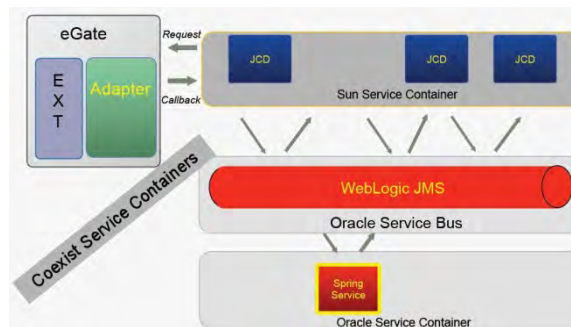 eGate
Request
EXT
Adapter
Callback
JCD
JCD
JCD
Sun Service Container
Coexist Service Containers
WebLogic JMS
Oracle Service Bus
Spring
Service
Oracle Service Container